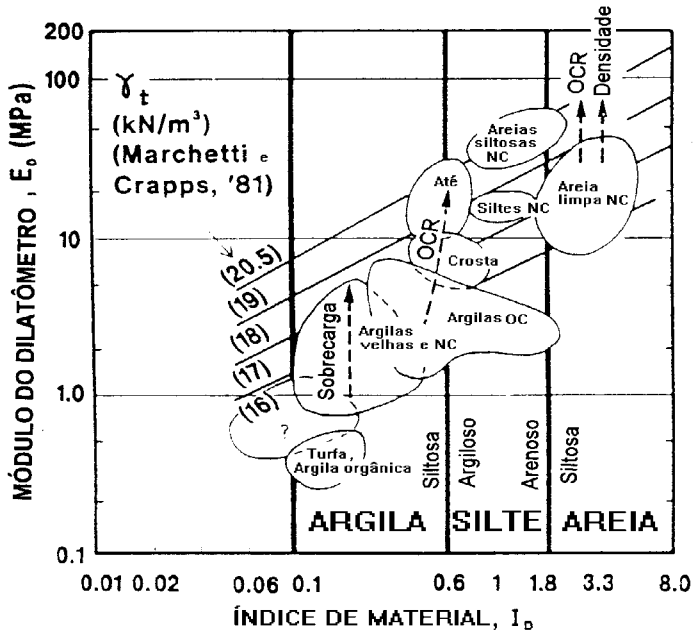 MÓDULO DO DILATÔMETRO, E₀ (MPa)
200
100
10
1.0
0.1
γt
(kN/m³)
(Marchetti e
Crapps, '81)
(20.5)
(19)
(18)
(17)
(16)
OCR
Densidade
Areias
siltosas
NC
Até
Siltes NC
Areia
limpa NC
OCR
Crosta
Sobrecarga
Argilas
velhas e NC
Argilas OC
?
Turfa,
Argila orgânica
Siltosa
Argiloso
Arenoso
Siltosa
ARGILA
SILTE
AREIA
0.01
0.02
0.06
0.1
0.6
1
1.8
3.3
8.0
ÍNDICE DE MATERIAL, I_D